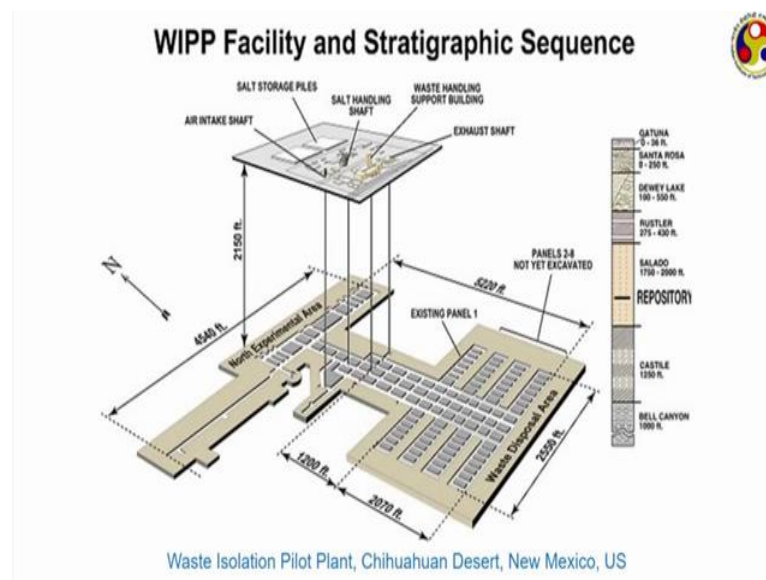 WIPP Facility and Stratigraphic Sequence
SALT STORAGE PILES
SALT HANDLING
SHAFT
WASTE HANDLING
SUPPORT BUILDING
AIR INTAKE SHAFT
EXHAUST SHAFT
2150 ft.
N
4540 ft.
North Experimental Area
5220 ft.
PANELS 2-8
NOT YET EXCAVATED
EXISTING PANEL 1
Waste Disposal Area
1200 ft.
2070 ft.
2550 ft.
GATUNA
0 - 36 ft.
SANTA ROSA
0 - 250 ft.
DEWEY LAKE
100 - 550 ft.
RUSTLER
275 - 430 ft.
SALADO
1750 - 2000 ft.
REPOSITORY
CASTILE
1250 ft.
BELL CANYON
1000 ft.
Waste Isolation Pilot Plant, Chihuahuan Desert, New Mexico, US